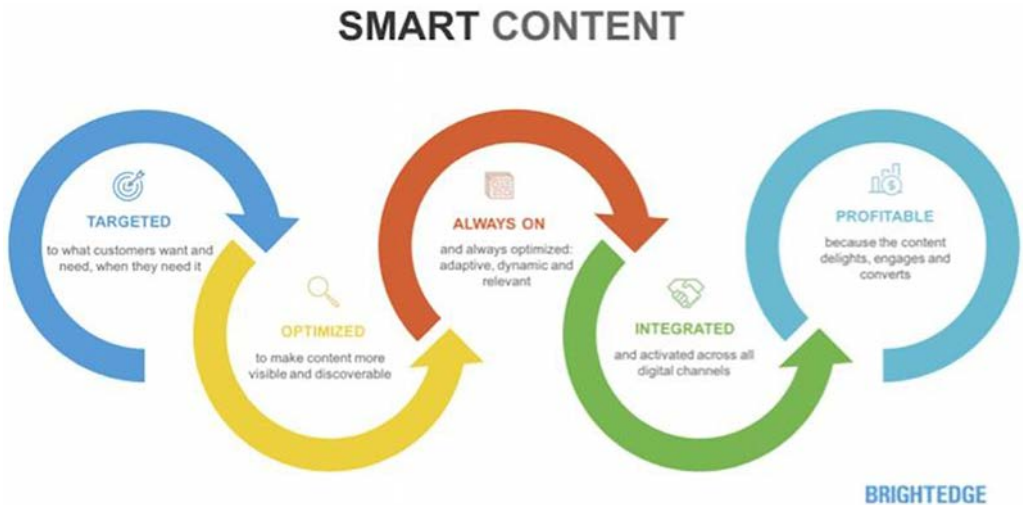 SMART CONTENT
TARGETED
to what customers want and
need, when they need it
OPTIMIZED
to make content more
visible and discoverable
ALWAYS ON
and always optimized:
adaptive, dynamic and
relevant
INTEGRATED
and activated across all
digital channels
PROFITABLE
because the content
delights, engages and
converts
BRIGHTEDGE